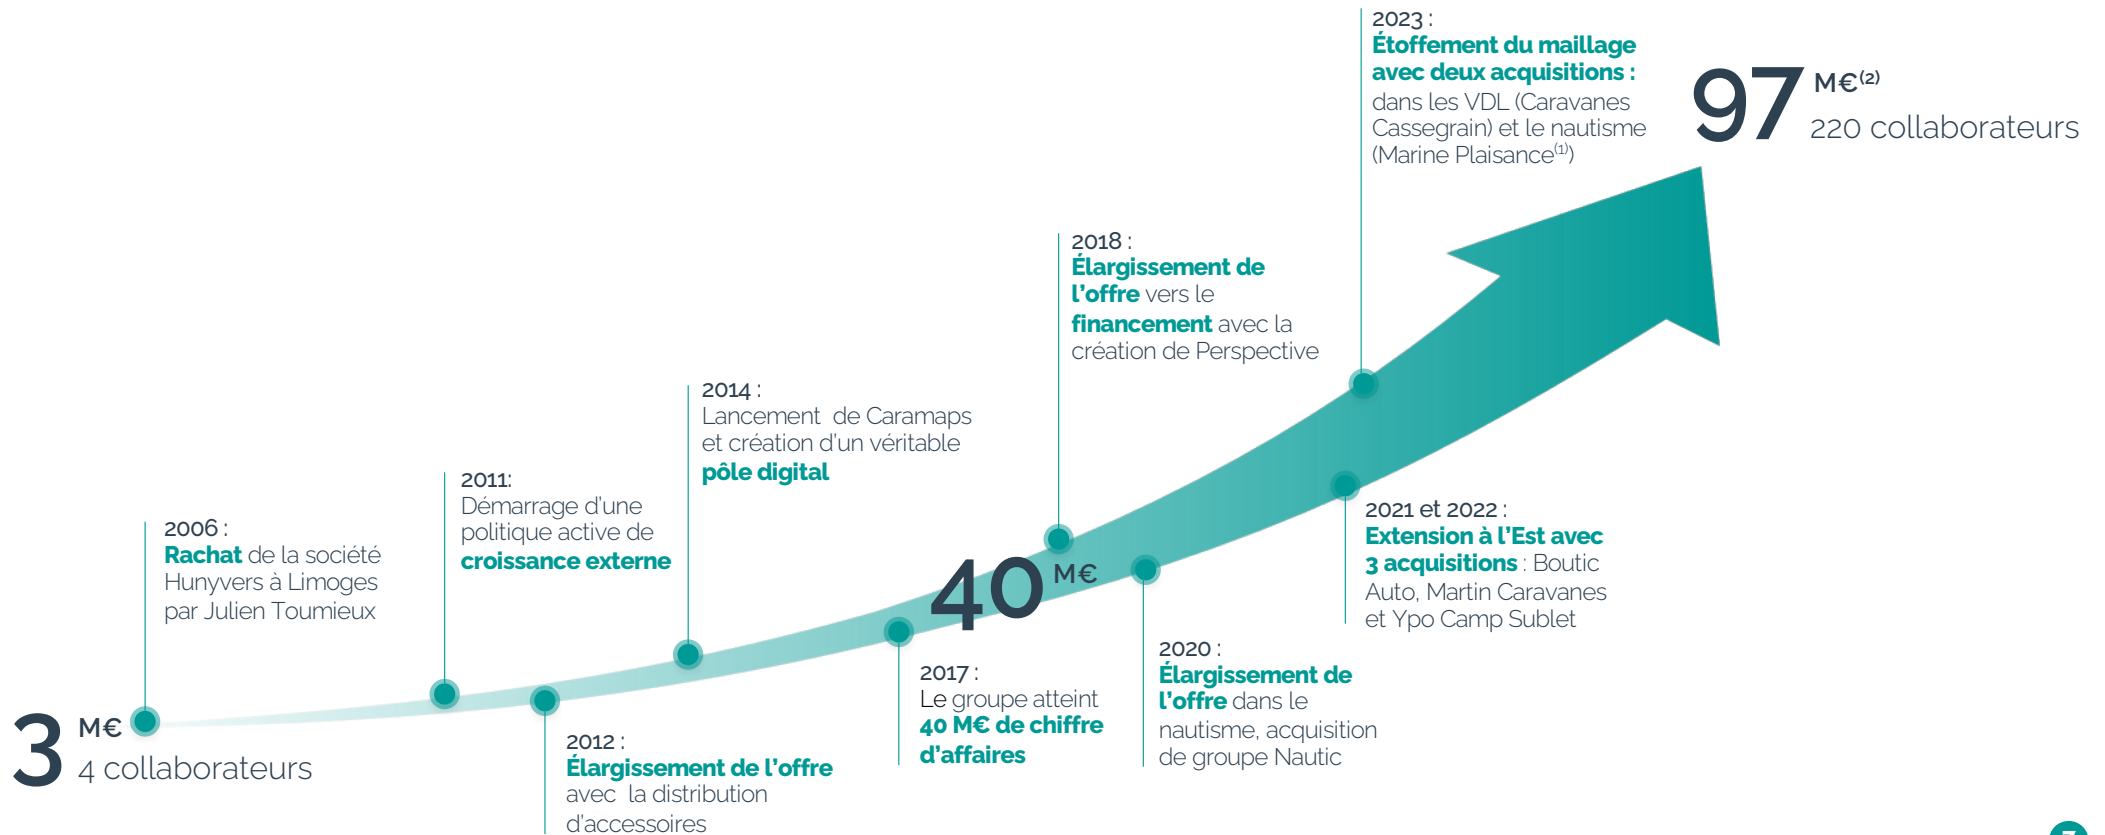 2023 :
Étoffement du maillage
avec deux acquisitions :
dans les VDL (Caravanes
Cassegrain) et le nautisme
(Marine Plaisance(1))
97 M€(2)
220 collaborateurs
2018 :
Élargissement de
l’offre vers le
financement avec la
création de Perspective
2014 :
Lancement  de Caramaps
et création d’un véritable
pôle digital
2011:
Démarrage d’une
politique active de
croissance externe
2006 :
Rachat de la société
Hunyvers à Limoges
par Julien Toumieux
3 M€
4 collaborateurs
2012 :
Élargissement de l’offre
avec  la distribution
d’accessoires
40 M€
2017 :
Le groupe atteint
40 M€ de chiffre
d’affaires
2020 :
Élargissement de
l’offre dans le
nautisme, acquisition
de groupe Nautic
2021 et 2022 :
Extension à l’Est avec
3 acquisitions : Boutic
Auto, Martin Caravanes
et Ypo Camp Sublet